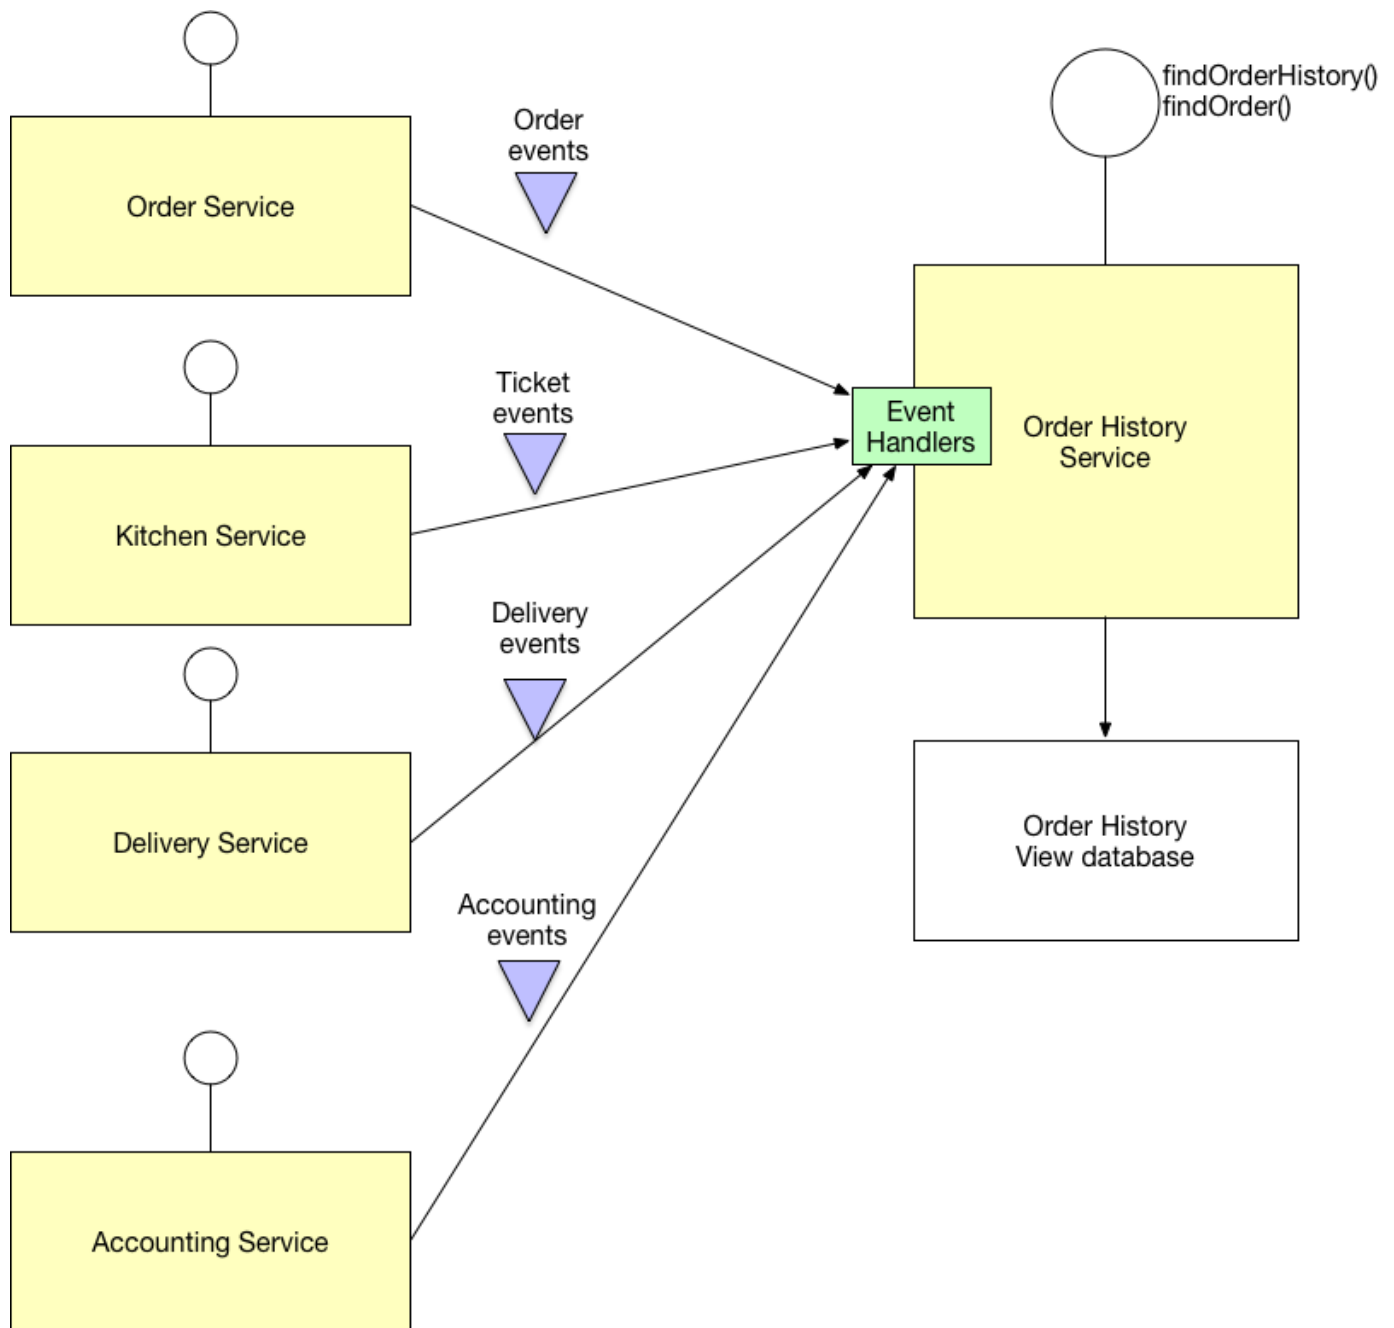 Order
events
findOrderHistory()
findOrder()
Order Service
Ticket
events
Event
Handlers
Order History
Service
Kitchen Service
Delivery
events
Delivery Service
Order History
View database
Accounting
events
Accounting Service